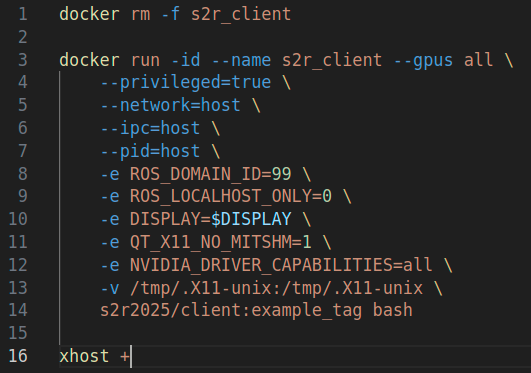 1 docker rm -f s2r_client
2
3 docker run -id --name s2r_client --gpus all \
4 --privileged=true \
5 --network=host \
6 --ipc=host \
7 --pid=host \
8 -e ROS_DOMAIN_ID=99 \
9 -e ROS_LOCALHOST_ONLY=0 \
10 -e DISPLAY=$DISPLAY \
11 -e QT_X11_NO_MITSHM=1 \
12 -e NVIDIA_DRIVER_CAPABILITIES=all \
13 -v /tmp/.X11-unix:/tmp/.X11-unix \
14 s2r2025/client:example_tag bash
15
16 xhost +